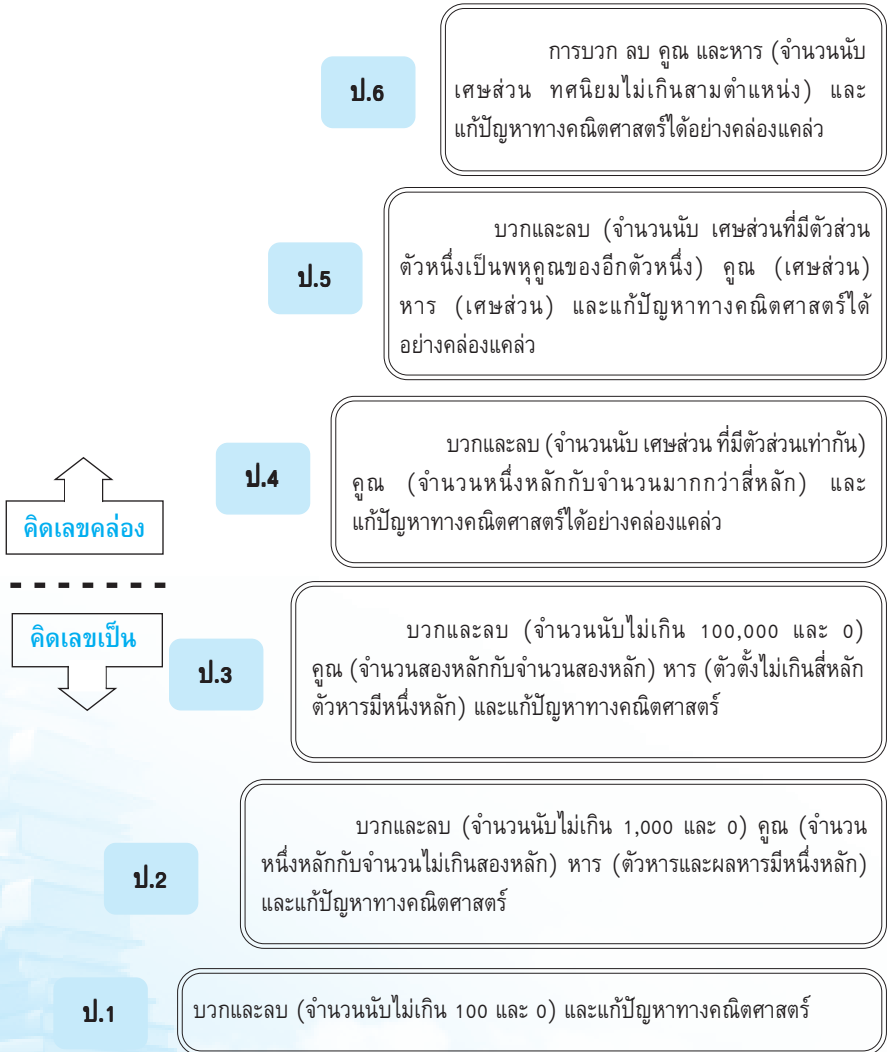 ป.6
การบวก ลบ คูณ และหาร (จำนวนนับ
เศษส่วน ทศนิยมไม่เกินสามตำแหน่ง) และ
แก้ปัญหาทางคณิตศาสตร์ได้อย่างคล่องแคล่ว
ป.5
บวกและลบ (จำนวนนับ เศษส่วนที่มีตัวส่วน
ตัวหนึ่งเป็นพหุคูณของอีกตัวหนึ่ง) คูณ (เศษส่วน)
หาร (เศษส่วน) และแก้ปัญหาทางคณิตศาสตร์ได้
อย่างคล่องแคล่ว
ป.4
บวกและลบ (จำนวนนับ เศษส่วน ที่มีตัวส่วนเท่ากัน)
คูณ (จำนวนหนึ่งหลักกับจำนวนมากกว่าสี่หลัก) และ
แก้ปัญหาทางคณิตศาสตร์ได้อย่างคล่องแคล่ว
คิดเลขคล่อง
คิดเลขเป็น
ป.3
บวกและลบ (จำนวนนับไม่เกิน 100,000 และ 0)
คูณ (จำนวนสองหลักกับจำนวนสองหลัก) หาร (ตัวตั้งไม่เกินสี่หลัก
ตัวหารมีหนึ่งหลัก) และแก้ปัญหาทางคณิตศาสตร์
ป.2
บวกและลบ (จำนวนนับไม่เกิน 1,000 และ 0) คูณ (จำนวน
หนึ่งหลักกับจำนวนไม่เกินสองหลัก) หาร (ตัวหารและผลหารมีหนึ่งหลัก)
และแก้ปัญหาทางคณิตศาสตร์
ป.1
บวกและลบ (จำนวนนับไม่เกิน 100 และ 0) และแก้ปัญหาทางคณิตศาสตร์